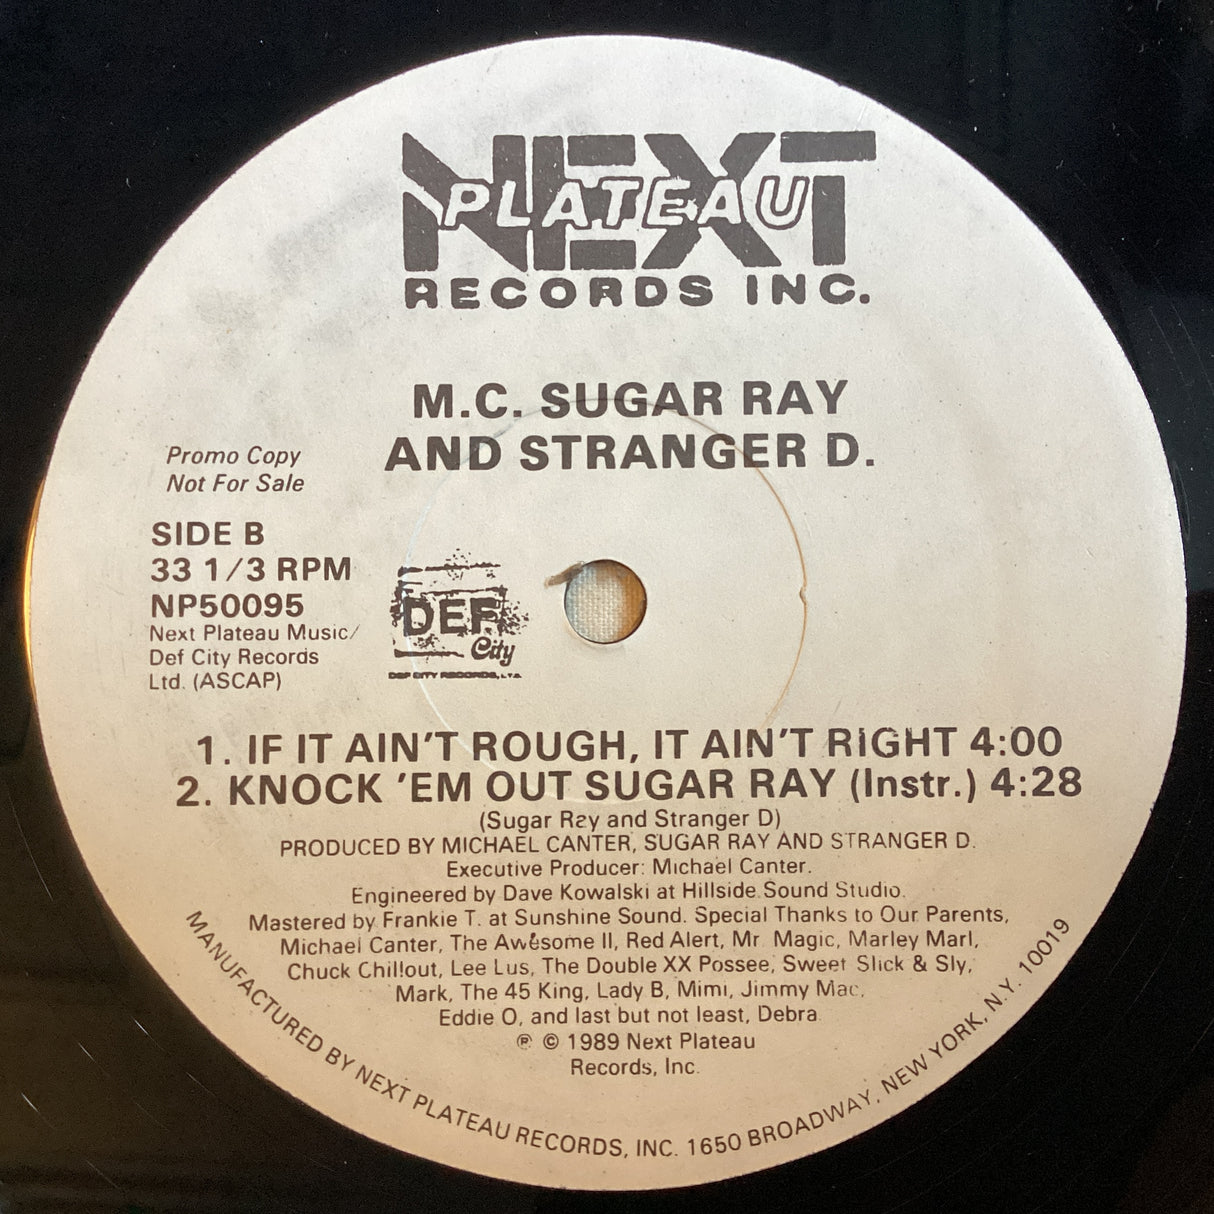 NEXT
PLATEAU
RECORDS INC.
M.C. SUGAR RAY
AND STRANGER D.
Promo Copy
Not For Sale
SIDE B
33 1/3 RPM
NP50095
Next Plateau Music/
Def City Records
Ltd. (ASCAP)
DEF
City
DEF CITY RECORDS, LTD.
1. IF IT AIN'T ROUGH, IT AIN'T RIGHT 4:00
2. KNOCK 'EM OUT SUGAR RAY (Instr.) 4:28
(Sugar Ray and Stranger D)
PRODUCED BY MICHAEL CANTER, SUGAR RAY AND STRANGER D.
Executive Producer: Michael Canter.
Engineered by Dave Kowalski at Hillside Sound Studio.
Mastered by Frankie T. at Sunshine Sound. Special Thanks to Our Parents,
Michael Canter, The Awesome II, Red Alert, Mr. Magic, Marley Marl,
Chuck Chillout, Lee Lus, The Double XX Possee, Sweet Slick & Sly,
Mark, The 45 King, Lady B, Mimi, Jimmy Mac,
Eddie O, and last but not least, Debra
℗ © 1989 Next Plateau
Records, Inc.
MANUFACTURED BY NEXT PLATEAU RECORDS, INC. 1650 BROADWAY, NEW YORK, N.Y. 10019